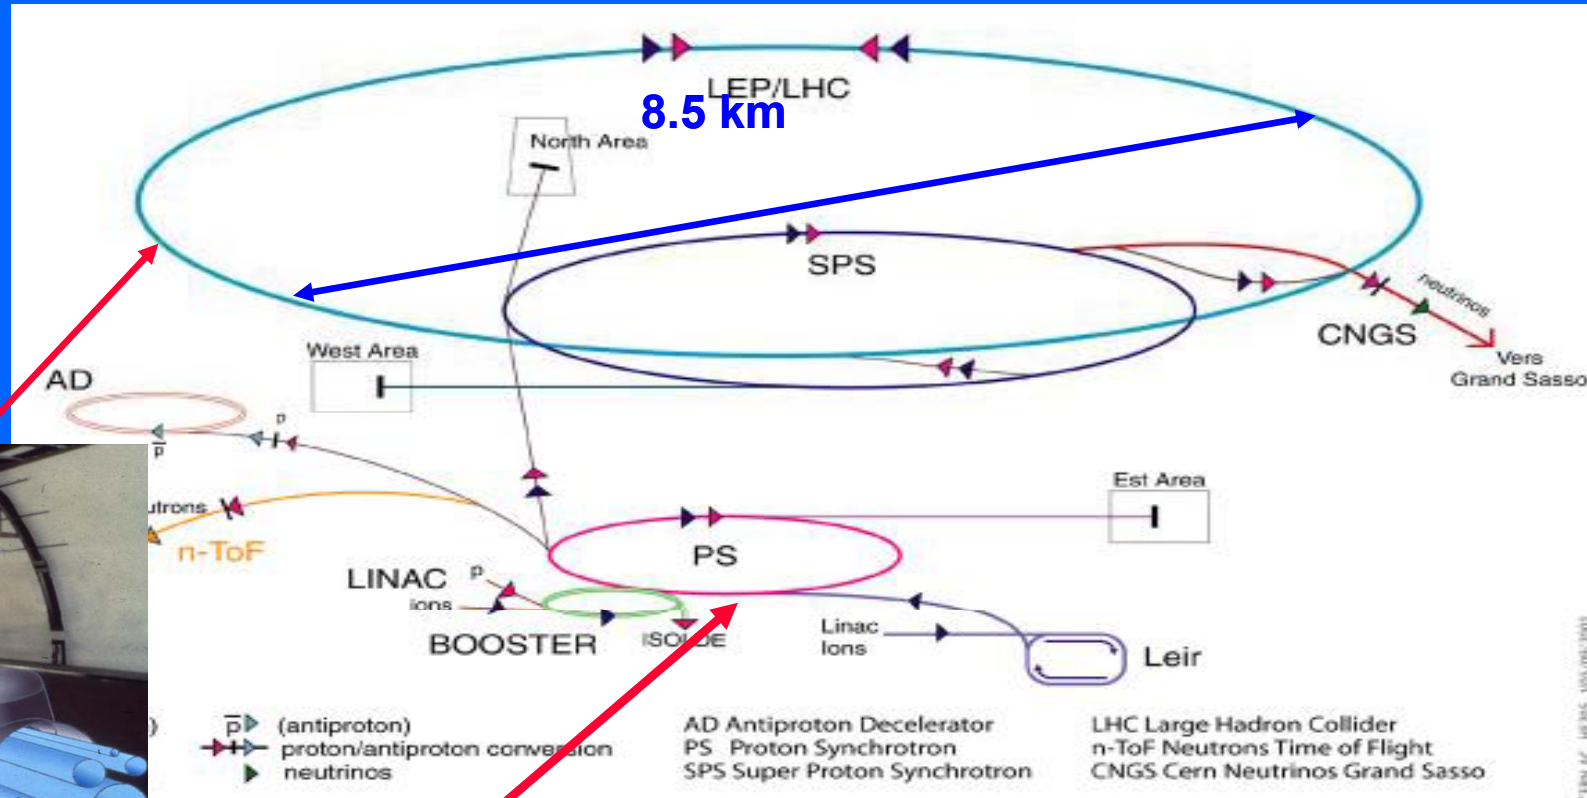 LEP/LHC
8.5 km
North Area
SPS
neutrinos
CNGS
Vers
Grand Sasso
West Area
AD
p
p̅
Est Area
utrons
n-ToF
PS
LINAC
p
ions
BOOSTER
ISOLDE
Linac
Ions
Leir
)
p̅ (antiproton)
proton/antiproton conversion
neutrinos
AD Antiproton Decelerator
PS Proton Synchrotron
SPS Super Proton Synchrotron
LHC Large Hadron Collider
n-ToF Neutrons Time of Flight
CNGS Cern Neutrinos Grand Sasso